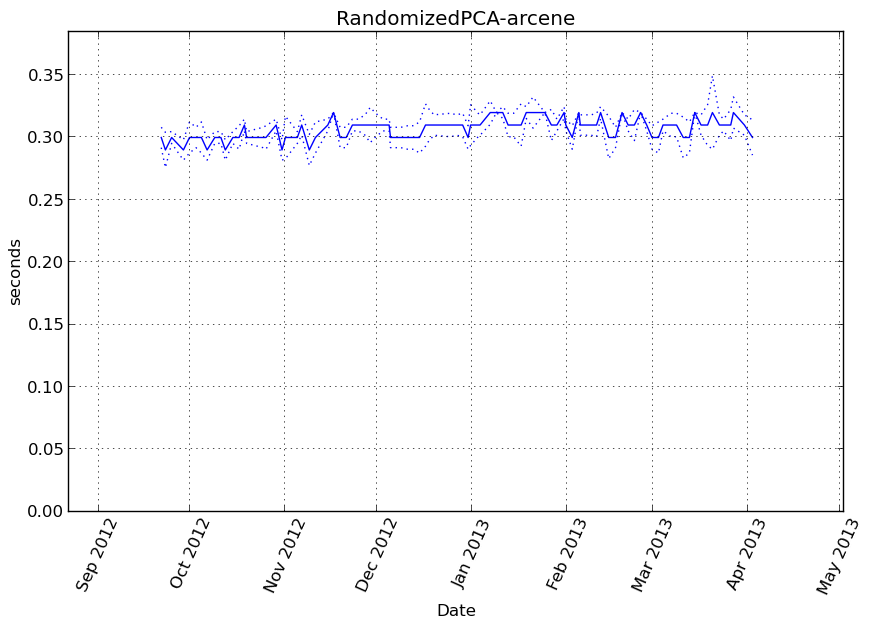 RandomizedPCA-arcene
0.35
0.30
0.25
0.20
0.15
0.10
0.05
0.00
seconds
Sep 2012
Oct 2012
Nov 2012
Dec 2012
Jan 2013
Feb 2013
Mar 2013
Apr 2013
May 2013
Date